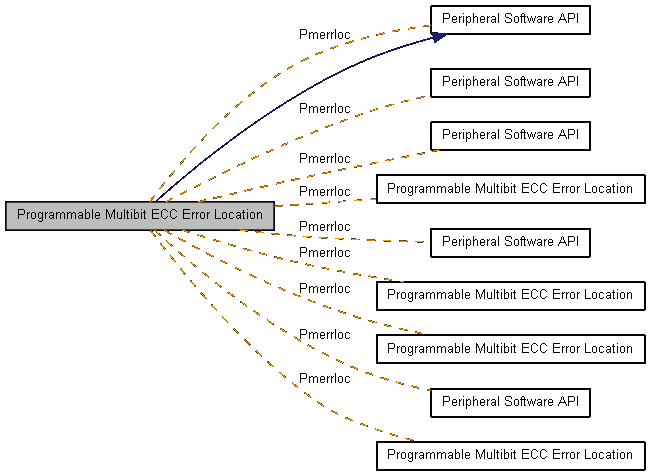 Peripheral Software API
Pmerrloc
Peripheral Software API
Pmerrloc
Peripheral Software API
Pmerrloc
Programmable Multibit ECC Error Location
Pmerrloc
Programmable Multibit ECC Error Location
Pmerrloc
Peripheral Software API
Pmerrloc
Programmable Multibit ECC Error Location
Pmerrloc
Programmable Multibit ECC Error Location
Pmerrloc
Peripheral Software API
Pmerrloc
Programmable Multibit ECC Error Location